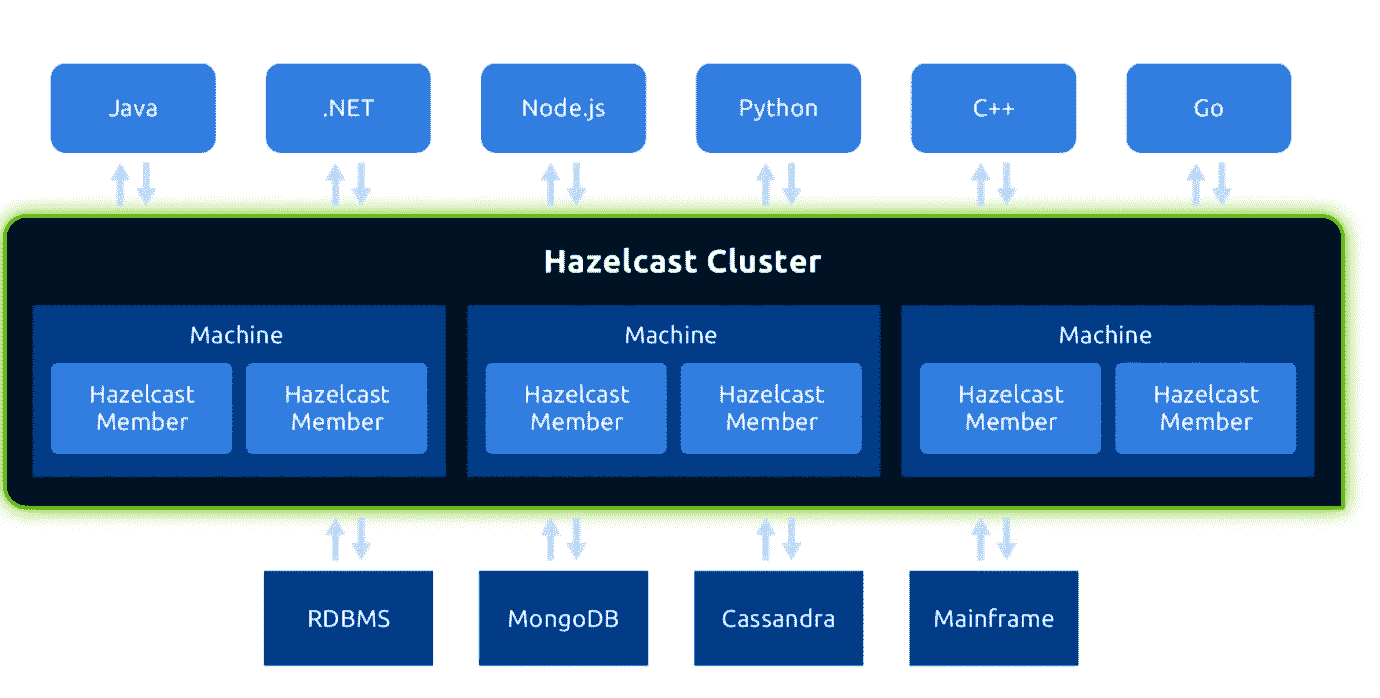 Java
.NET
Node.js
Python
C++
Go
Hazelcast Cluster
Machine
Hazelcast
Member
Hazelcast
Member
Machine
Hazelcast
Member
Hazelcast
Member
Machine
Hazelcast
Member
Hazelcast
Member
RDBMS
MongoDB
Cassandra
Mainframe